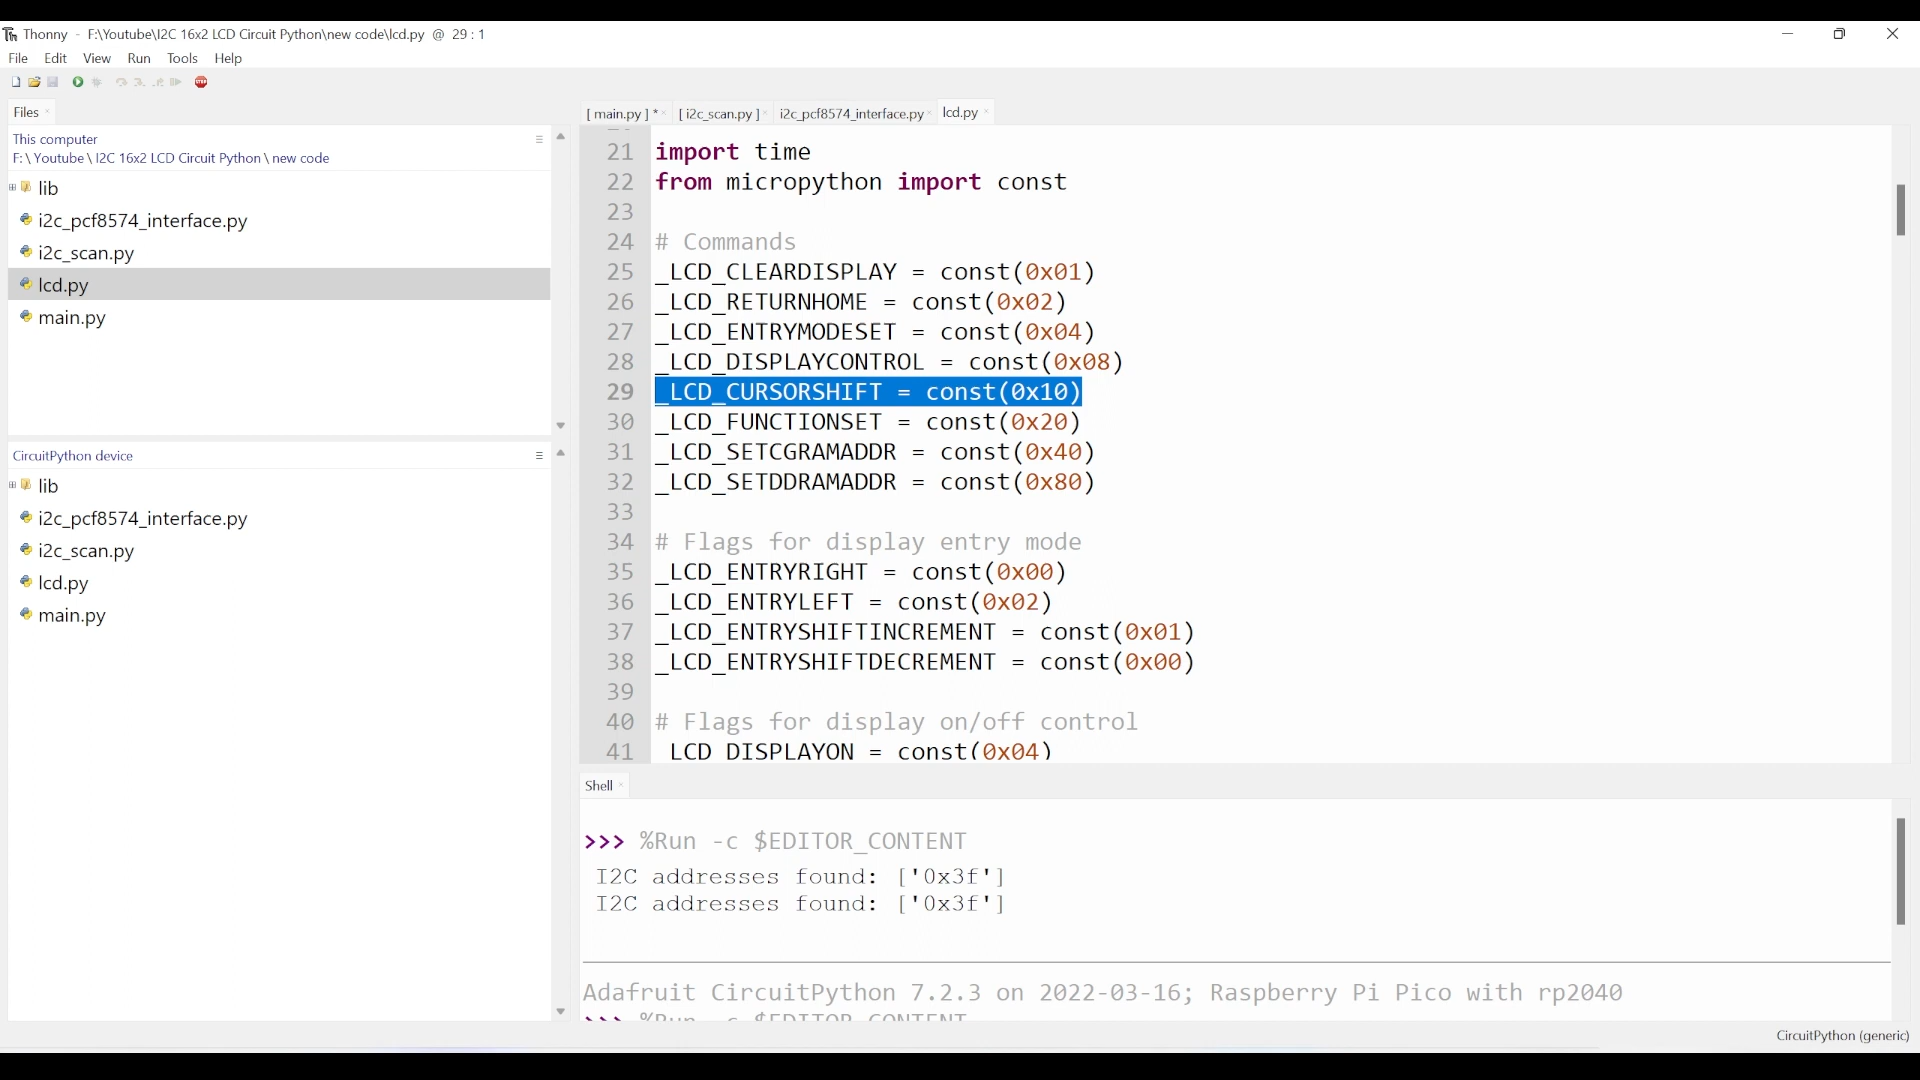 Thonny - F:\Youtube\I2C 16x2 LCD Circuit Python\new code\lcd.py @ 29 : 1
File Edit View Run Tools Help
Files
This computer
F: \ Youtube \ I2C 16x2 LCD Circuit Python \ new code
lib
i2c_pcf8574_interface.py
i2c_scan.py
lcd.py
main.py
CircuitPython device
lib
i2c_pcf8574_interface.py
i2c_scan.py
lcd.py
main.py
[ main.py ] * [ i2c_scan.py ] i2c_pcf8574_interface.py lcd.py
21 import time
22 from micropython import const
23
24 # Commands
25 _LCD_CLEARDISPLAY = const(0x01)
26 _LCD_RETURNHOME = const(0x02)
27 _LCD_ENTRYMODESET = const(0x04)
28 _LCD_DISPLAYCONTROL = const(0x08)
29 _LCD_CURSORSHIFT = const(0x10)
30 _LCD_FUNCTIONSET = const(0x20)
31 _LCD_SETCGRAMADDR = const(0x40)
32 _LCD_SETDDRAMADDR = const(0x80)
33
34 # Flags for display entry mode
35 _LCD_ENTRYRIGHT = const(0x00)
36 _LCD_ENTRYLEFT = const(0x02)
37 _LCD_ENTRYSHIFTINCREMENT = const(0x01)
38 _LCD_ENTRYSHIFTDECREMENT = const(0x00)
39
40 # Flags for display on/off control
41 LCD DISPLAYON = const(0x04)
Shell
>>> %Run -c $EDITOR_CONTENT
I2C addresses found: ['0x3f']
I2C addresses found: ['0x3f']
Adafruit CircuitPython 7.2.3 on 2022-03-16; Raspberry Pi Pico with rp2040
>>> %Run -c $EDITOR_CONTENT
CircuitPython (generic)